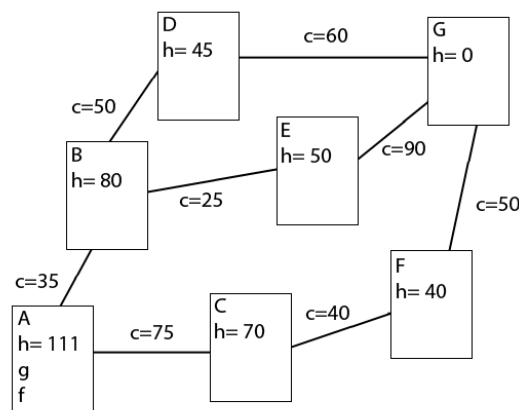 D
h= 45
c=60
G
h= 0
c=50
E
h= 50
c=90
B
h= 80
c=25
c=50
F
h= 40
c=35
A
h= 111
g
f
c=75
C
h= 70
c=40